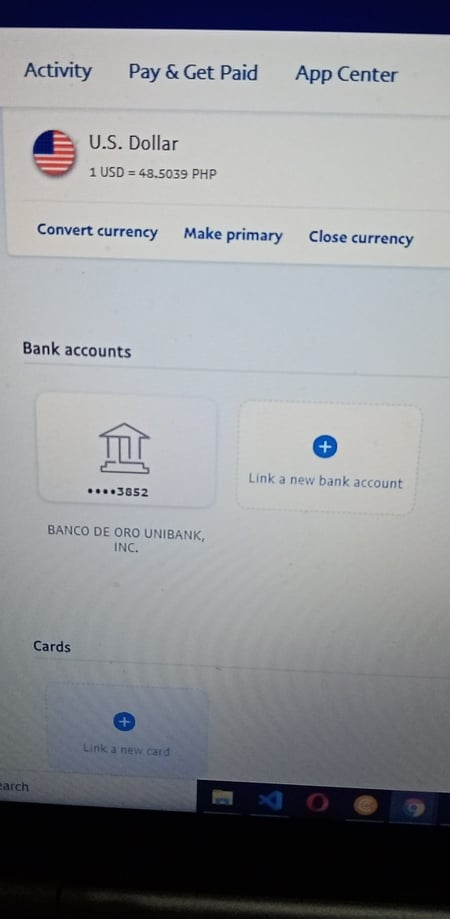 Activity Pay & Get Paid App Center
U.S. Dollar
1 USD = 48.5039 PHP
Convert currency Make primary Close currency
Bank accounts
••••3852
Link a new bank account
BANCO DE ORO UNIBANK,
INC.
Cards
Link a new card
earch